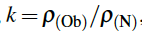 k = ρ(Ob)/ρ(N),